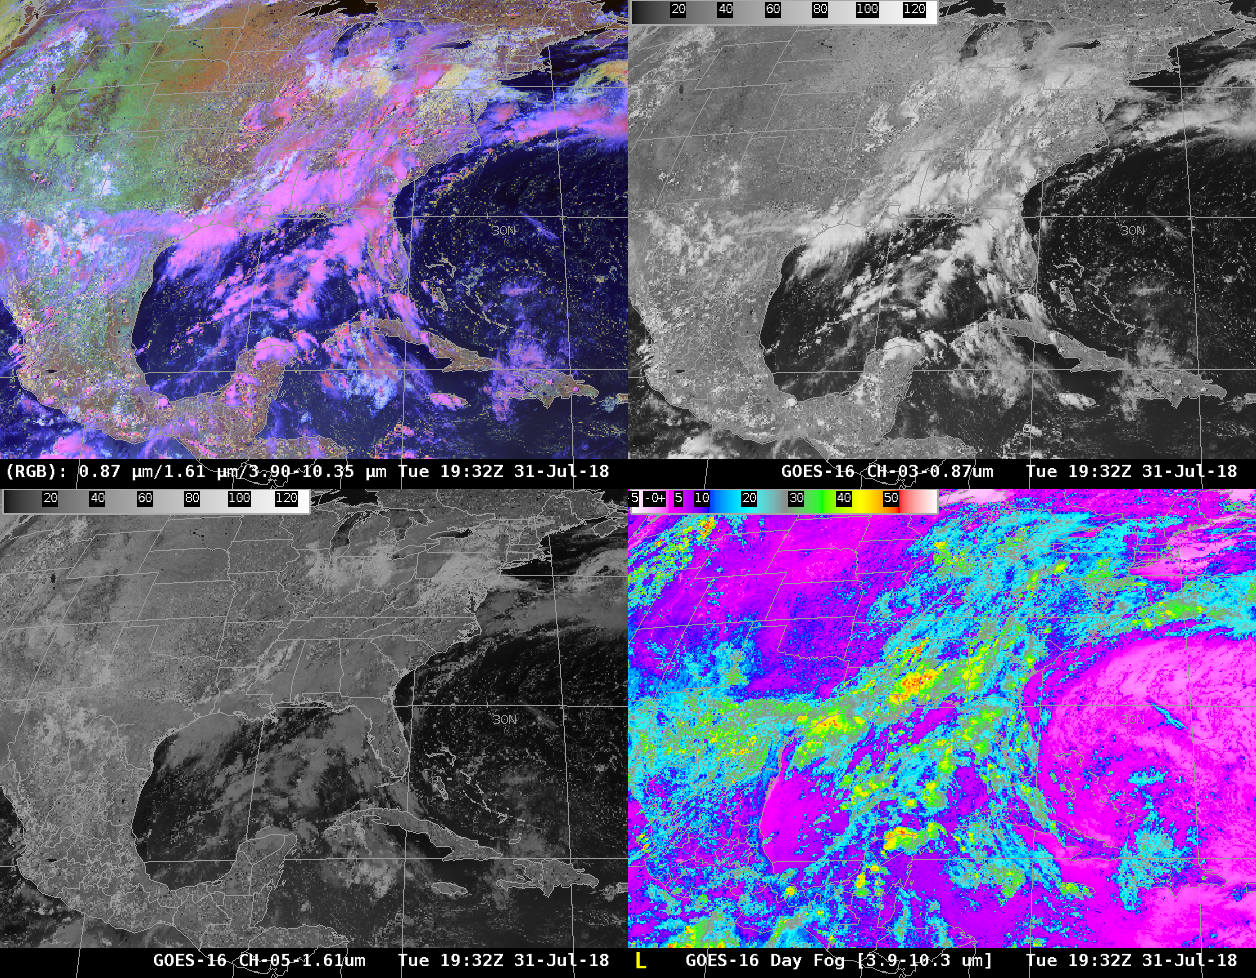 20 40 60 80 100 120
30N
30N
(RGB): 0.87 µm/1.61 µm/3.90-10.35 µm Tue 19:32Z 31-Jul-18
GOES-16 CH-03-0.87um Tue 19:32Z 31-Jul-18
20 40 60 80 100 120
5 -0+ 5 10 20 30 40 50
30N
30N
GOES-16 CH-05-1.61um Tue 19:32Z 31-Jul-18
L GOES-16 Day Fog [3.9-10.3 um] Tue 19:32Z 31-Jul-18